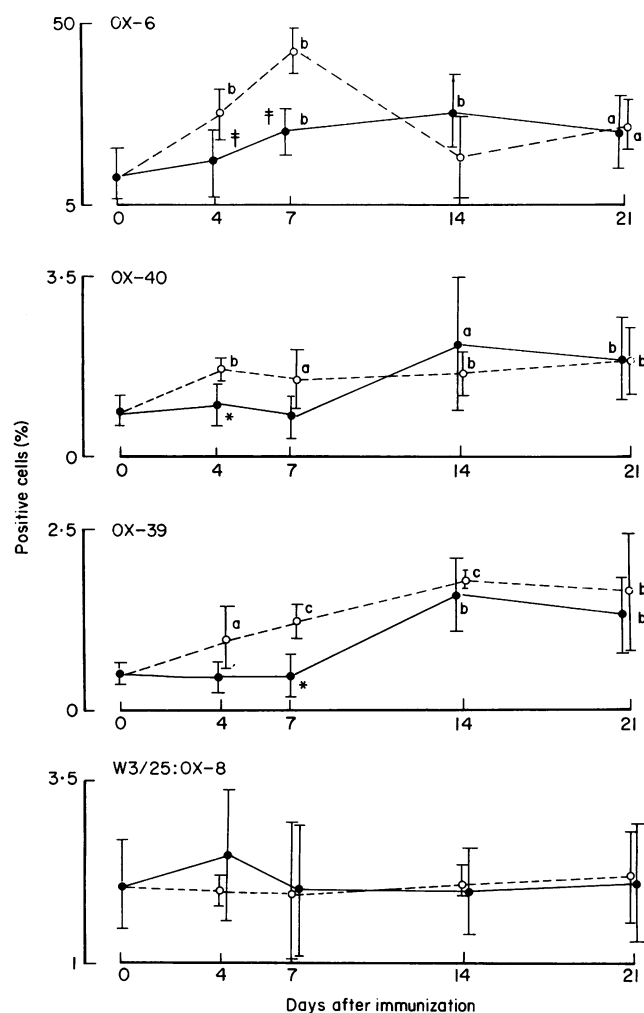 50 OX-6
b
b
‡
‡ b
b
a
a
5
0 4 7 14 21
3·5 OX-40
b
a
a
b
b
b
*
0
0 4 7 14 21
Positive cells (%)
2·5 OX-39
a
c
c
b
b
b
*
0
0 4 7 14 21
W3/25:OX-8
3·5
1
0 4 7 14 21
Days after immunization